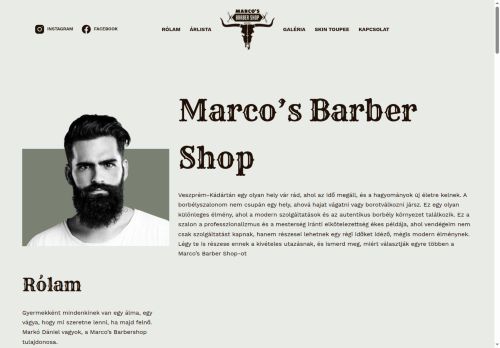 INSTAGRAM
FACEBOOK
RÓLAM
ÁRLISTA
MARCO'S
BARBER SHOP
GALÉRIA
SKIN TOUPEE
KAPCSOLAT
Marco's Barber
Shop
Veszprém-Kádártán egy olyan hely vár rád, ahol az idő megáll, és a hagyományok új életre kelnek. A
borbélyszalonom nem csupán egy hely, ahová hajat vágatni vagy borotválkozni jársz. Ez egy olyan
különleges élmény, ahol a modern szolgáltatások és az autentikus borbély környezet találkozik. Ez a
szalon a professzionalizmus és a mesterség iránti elkötelezettség ékes példája, ahol vendégeim nem
csak szolgáltatást kapnak, hanem részesei lehetnek egy régi időket idéző, mégis modern élménynek.
Légy te is részese ennek a kivételes utazásnak, és ismerd meg, miért választják egyre többen a
Marco's Barber Shop-ot
Rólam
Gyermekként mindenkinek van egy álma, egy
vágya, hogy mi szeretne lenni, ha majd felnő.
Markó Dániel vagyok, a Marco's Barbershop
tulajdonosa.